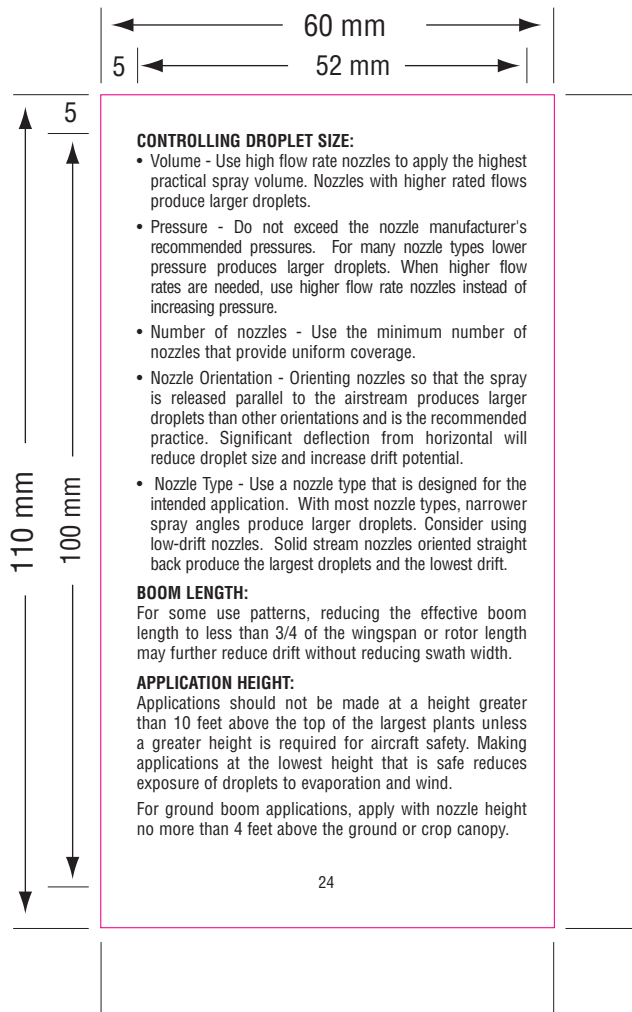 60 mm
5
52 mm
5
110 mm
100 mm
CONTROLLING DROPLET SIZE:
• Volume - Use high flow rate nozzles to apply the highest
practical spray volume. Nozzles with higher rated flows
produce larger droplets.
• Pressure - Do not exceed the nozzle manufacturer's
recommended pressures. For many nozzle types lower
pressure produces larger droplets. When higher flow
rates are needed, use higher flow rate nozzles instead of
increasing pressure.
• Number of nozzles - Use the minimum number of
nozzles that provide uniform coverage.
• Nozzle Orientation - Orienting nozzles so that the spray
is released parallel to the airstream produces larger
droplets than other orientations and is the recommended
practice. Significant deflection from horizontal will
reduce droplet size and increase drift potential.
• Nozzle Type - Use a nozzle type that is designed for the
intended application. With most nozzle types, narrower
spray angles produce larger droplets. Consider using
low-drift nozzles. Solid stream nozzles oriented straight
back produce the largest droplets and the lowest drift.
BOOM LENGTH:
For some use patterns, reducing the effective boom
length to less than 3/4 of the wingspan or rotor length
may further reduce drift without reducing swath width.
APPLICATION HEIGHT:
Applications should not be made at a height greater
than 10 feet above the top of the largest plants unless
a greater height is required for aircraft safety. Making
applications at the lowest height that is safe reduces
exposure of droplets to evaporation and wind.
For ground boom applications, apply with nozzle height
no more than 4 feet above the ground or crop canopy.
24